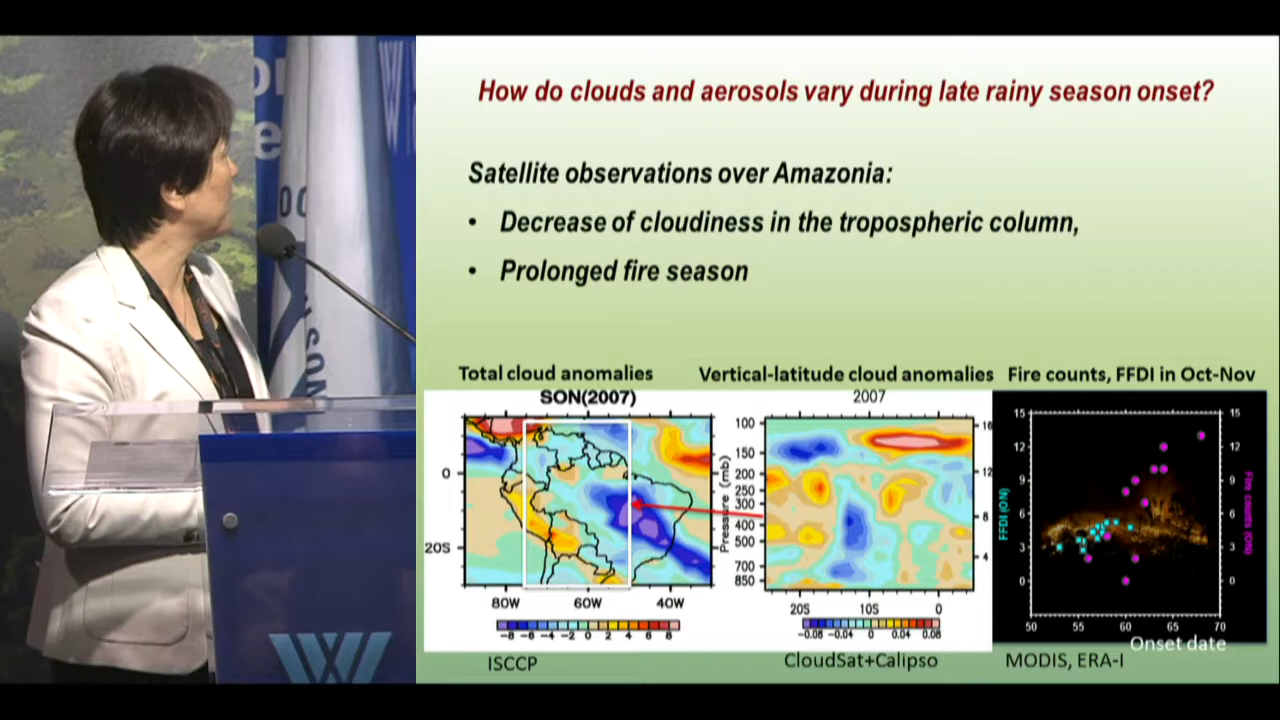 How do clouds and aerosols vary during late rainy season onset?
Satellite observations over Amazonia:
• Decrease of cloudiness in the tropospheric column,
• Prolonged fire season
Total cloud anomalies
SON(2007)
0
20S
80W 60W 40W
-8 -6 -4 -2 0 2 4 6 8
ISCCP
Vertical-latitude cloud anomalies
2007
Pressure (mb)
100
150
200
250
300
400
500
700
850
16
12
8
4
20S 10S 0
-0.08 -0.04 0 0.04 0.08
CloudSat+Calipso
Fire counts, FFDI in Oct-Nov
FFDI (ON)
15
12
9
6
3
0
15
12
9
6
3
0
Fire counts (ON)
50 55 60 65 70
Onset date
MODIS, ERA-I